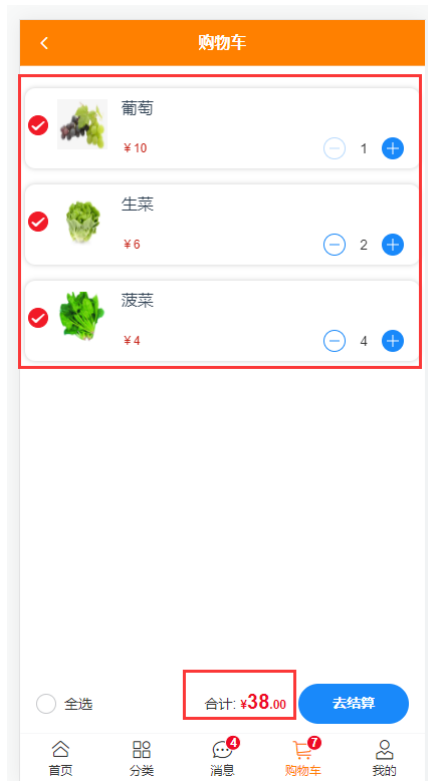 购物车
葡萄
¥10
1
生菜
¥6
2
菠菜
¥4
4
全选 合计: ¥38.00 去结算
4 7
首页 分类 消息 购物车 我的